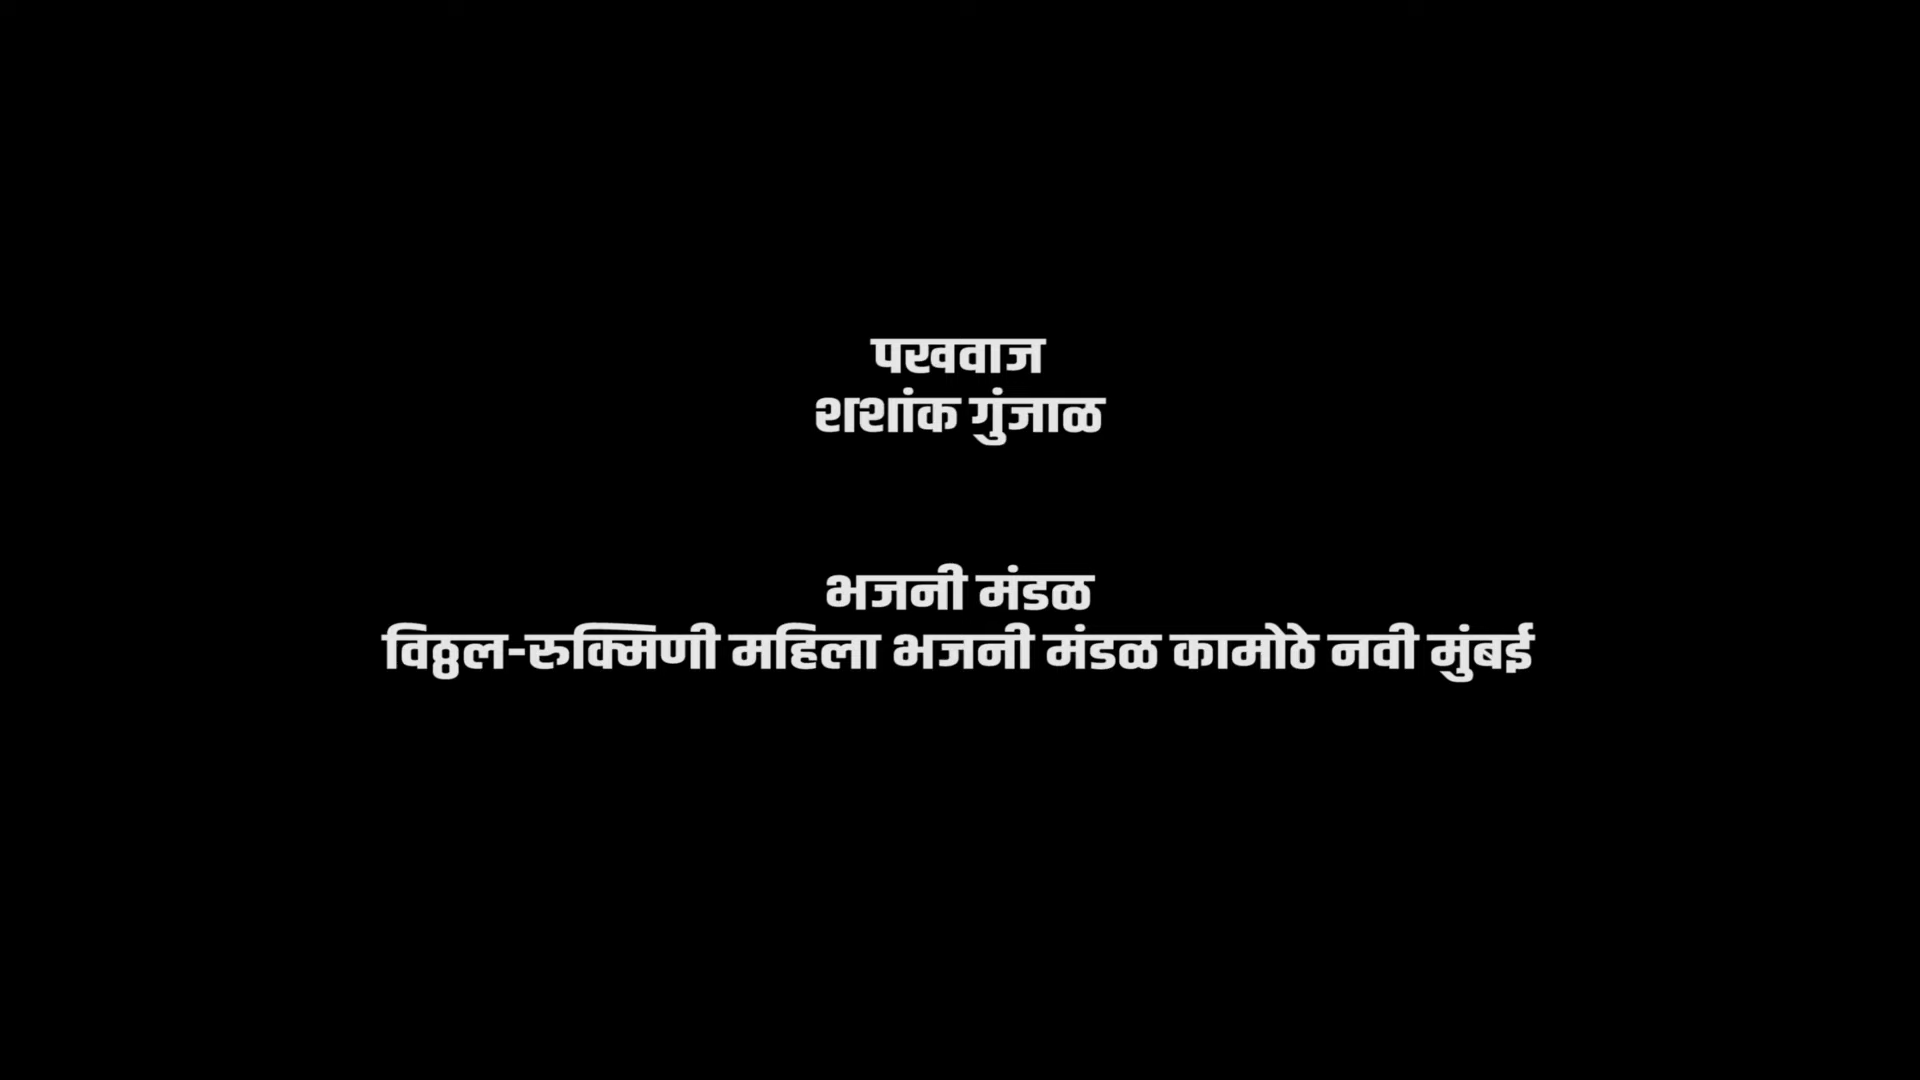 पखवाज
शशांक गुंजाळ
भजनी मंडळ
विठ्ठल-रुक्मिणी महिला भजनी मंडळ कामोठे नवी मुंबई